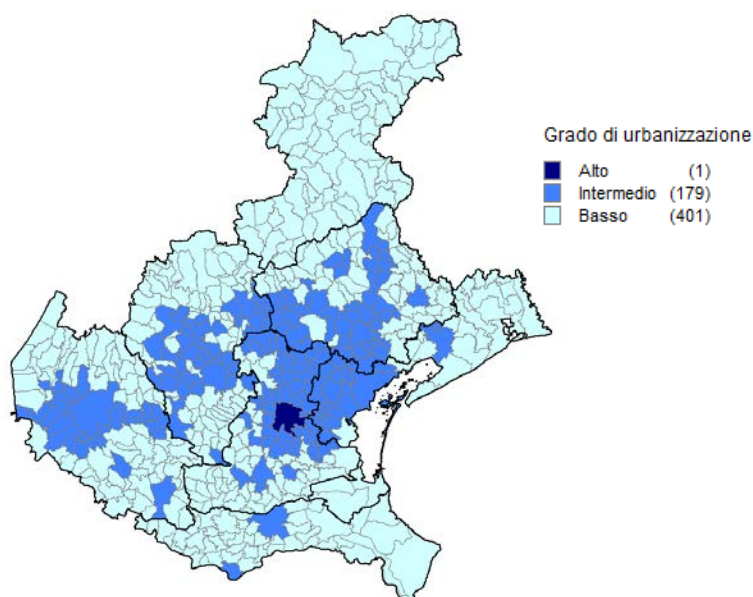 Grado di urbanizzazione
Alto (1)
Intermedio (179)
Basso (401)